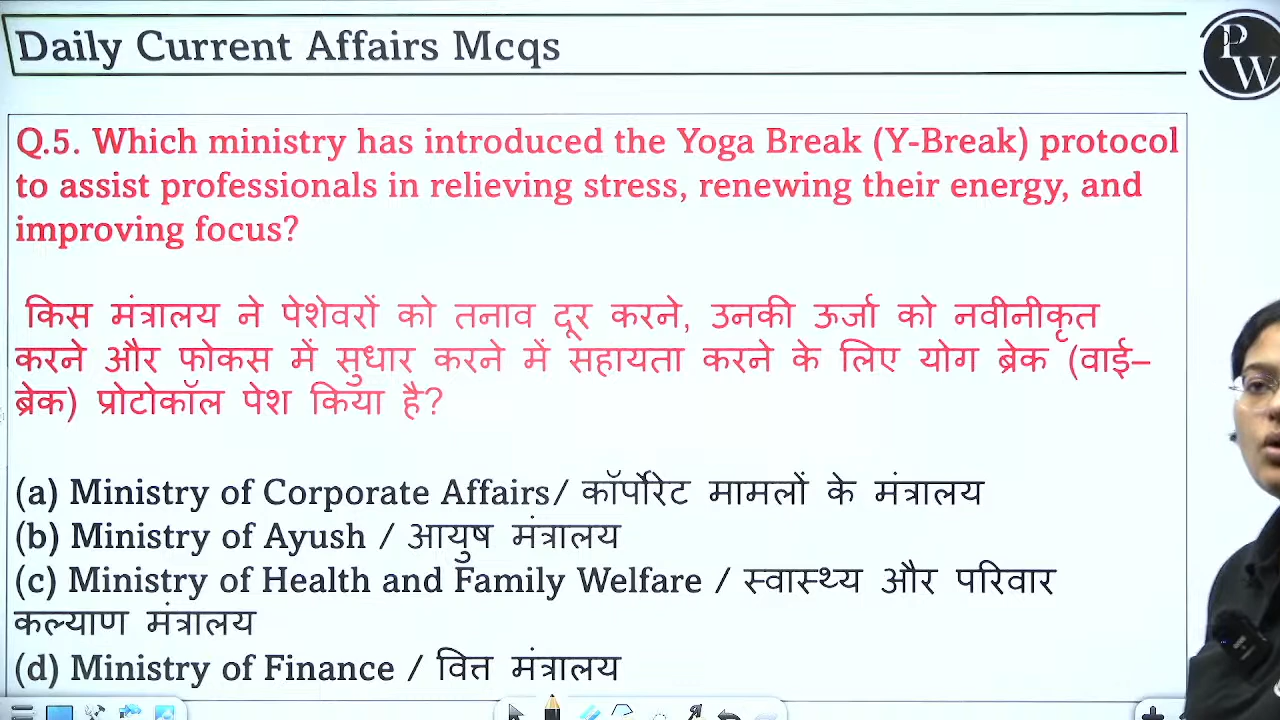 Daily Current Affairs Mcqs
PW
Q.5. Which ministry has introduced the Yoga Break (Y-Break) protocol
to assist professionals in relieving stress, renewing their energy, and
improving focus?
किस मंत्रालय ने पेशेवरों को तनाव दूर करने, उनकी ऊर्जा को नवीनीकृत
करने और फोकस में सुधार करने में सहायता करने के लिए योग ब्रेक (वाई–
ब्रेक) प्रोटोकॉल पेश किया है?
(a) Ministry of Corporate Affairs/ कॉर्पोरेट मामलों के मंत्रालय
(b) Ministry of Ayush / आयुष मंत्रालय
(c) Ministry of Health and Family Welfare / स्वास्थ्य और परिवार
कल्याण मंत्रालय
(d) Ministry of Finance / वित्त मंत्रालय